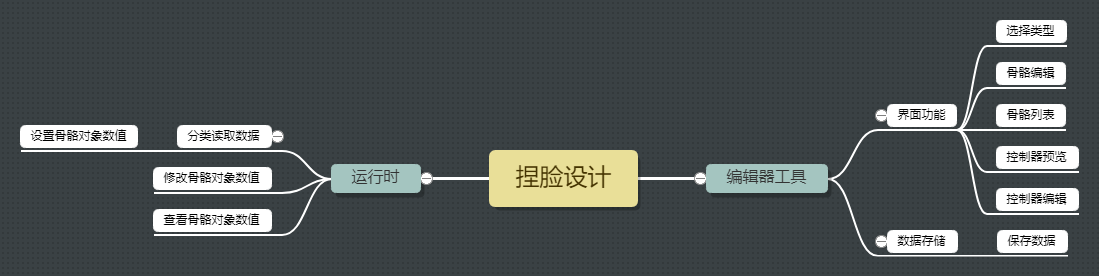 捏脸设计
运行时
分类读取数据
设置骨骼对象数值
修改骨骼对象数值
查看骨骼对象数值
编辑器工具
界面功能
选择类型
骨骼编辑
骨骼列表
控制器预览
控制器编辑
数据存储
保存数据